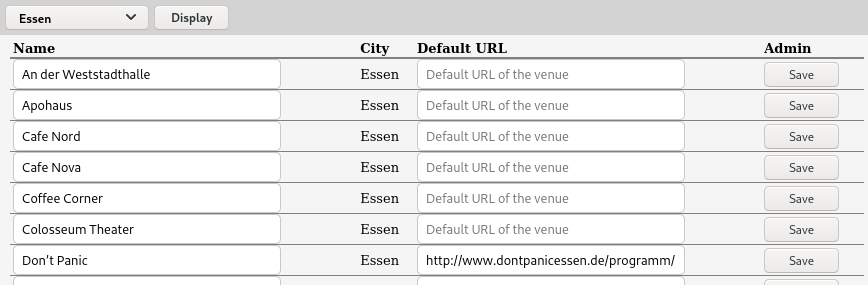 Essen Display
Name City Default URL Admin
An der Weststadthalle Essen Default URL of the venue Save
Apohaus Essen Default URL of the venue Save
Cafe Nord Essen Default URL of the venue Save
Cafe Nova Essen Default URL of the venue Save
Coffee Corner Essen Default URL of the venue Save
Colosseum Theater Essen Default URL of the venue Save
Don’t Panic Essen http://www.dontpanicessen.de/programm/ Save